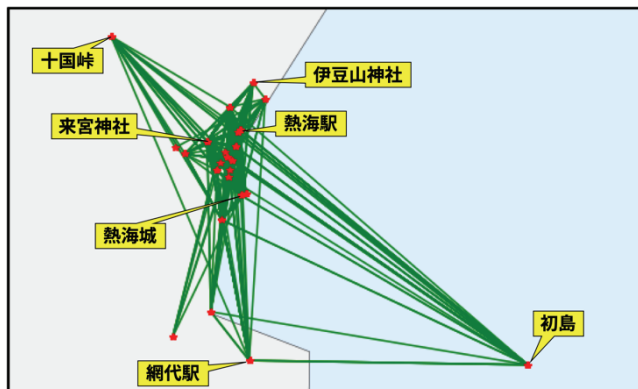 十国峠
伊豆山神社
来宮神社
熱海駅
熱海城
初島
網代駅